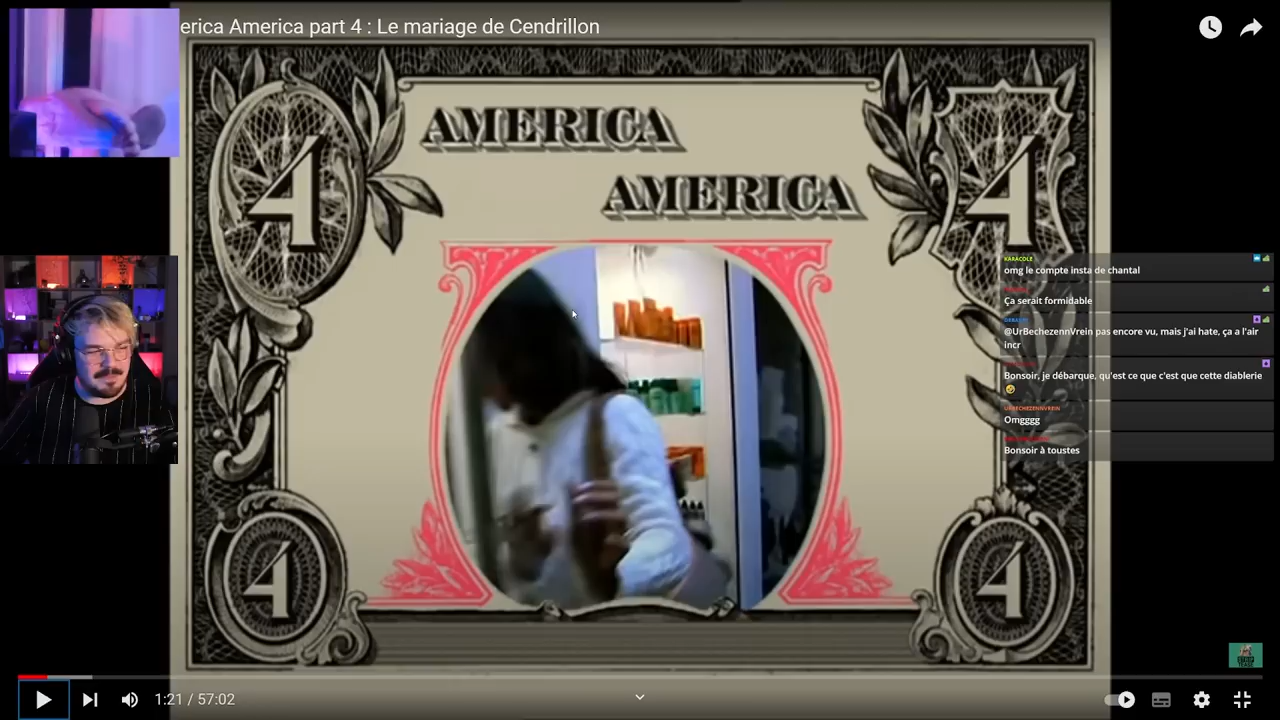 erica America part 4 : Le mariage de Cendrillon
4
4
AMERICA
AMERICA
KARACOLE
omg le compte insta de chantal
Ça serait formidable
@UrBechezennVrein pas encore vu, mais j'ai hate, ça a l'air
incr
Bonsoir, je débarque, qu'est ce que c'est que cette diablerie
URBECHEZENNVREIN
Omgggg
Bonsoir à toustes
4
4
1:21 / 57:02